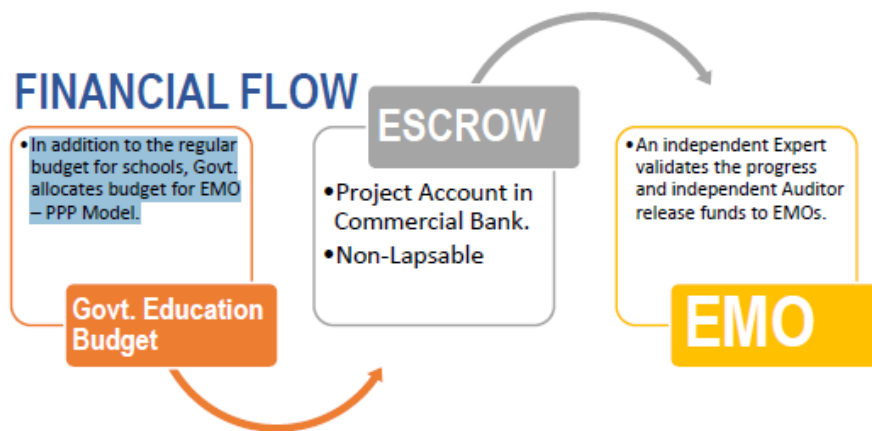 FINANCIAL FLOW
•In addition to the regular
budget for schools, Govt.
allocates budget for EMO
– PPP Model.
Govt. Education
Budget
ESCROW
•Project Account in
Commercial Bank.
•Non-Lapsable
•An independent Expert
validates the progress
and independent Auditor
release funds to EMOs.
EMO